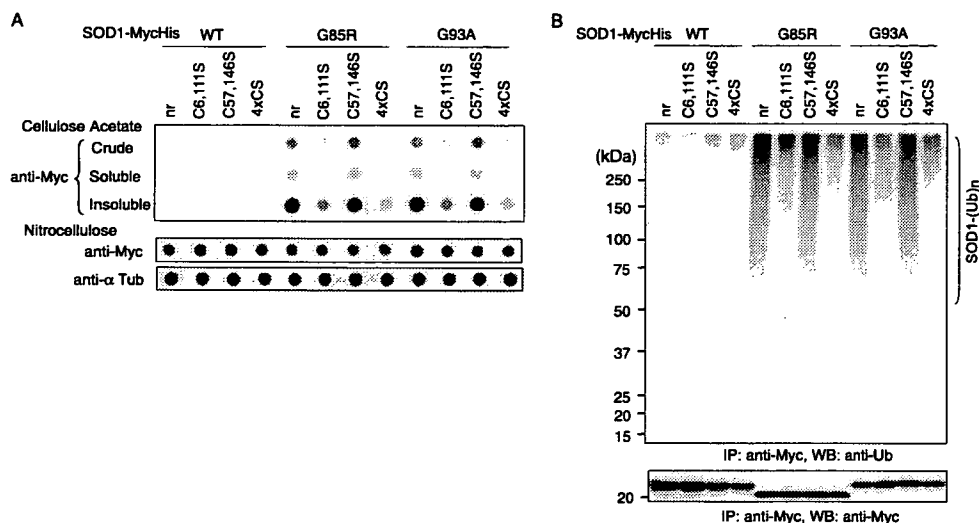 A
SOD1-MycHis WT G85R G93A
nr C6,111S C57,146S 4xCS nr C6,111S C57,146S 4xCS nr C6,111S C57,146S 4xCS
Cellulose Acetate
Crude
anti-Myc Soluble
Insoluble
Nitrocellulose
anti-Myc
anti-α Tub
B
SOD1-MycHis WT G85R G93A
nr C6,111S C57,146S 4xCS nr C6,111S C57,146S 4xCS nr C6,111S C57,146S 4xCS
(kDa)
250
150
100
75
50
37
25
20
15
SOD1-(Ub)n
IP: anti-Myc, WB: anti-Ub
20
IP: anti-Myc, WB: anti-Myc